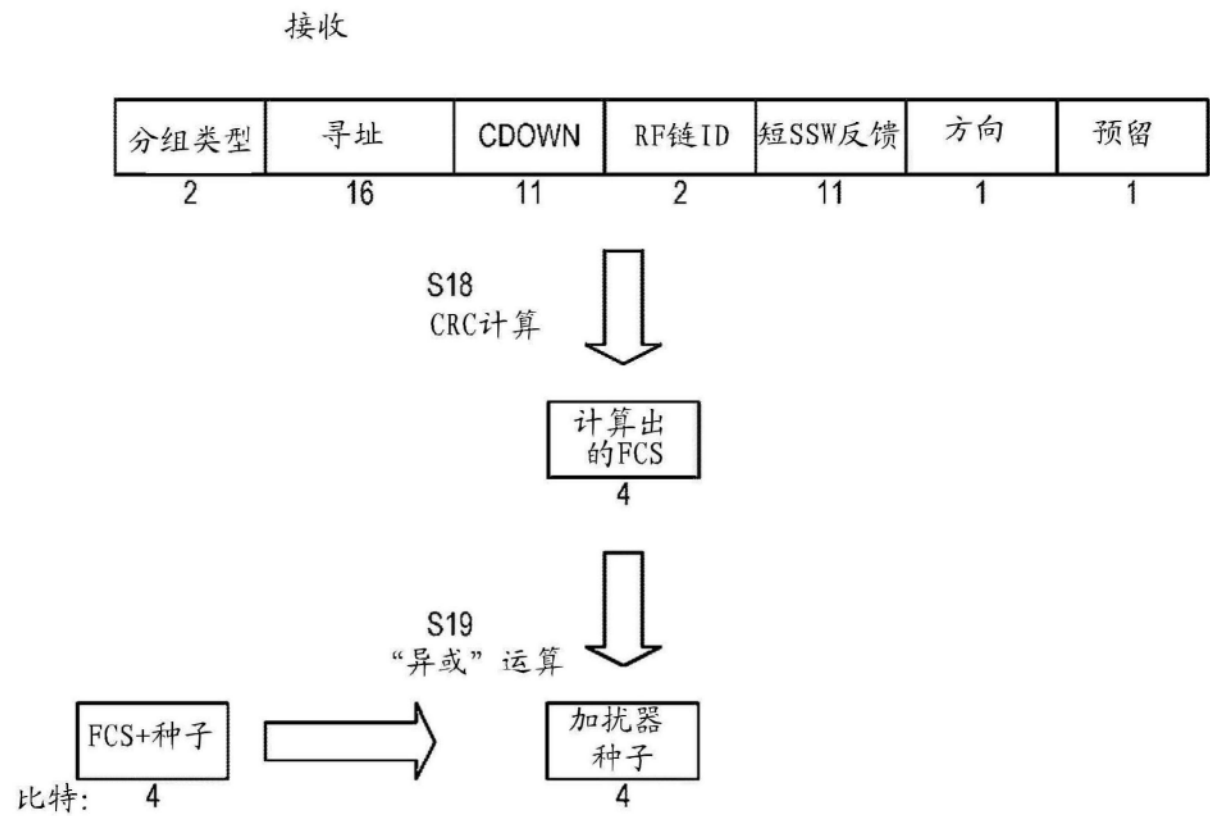 接收
分组类型 寻址 CDOWN RF链ID 短SSW反馈 方向 预留
2 16 11 2 11 1 1
S18
CRC计算
计算出
的FCS
4
S19
“异或”运算
FCS+种子
加扰器
种子
比特: 4 4